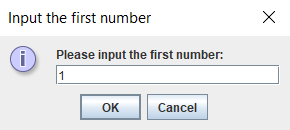 Input the first number
Please input the first number:
1
OK Cancel